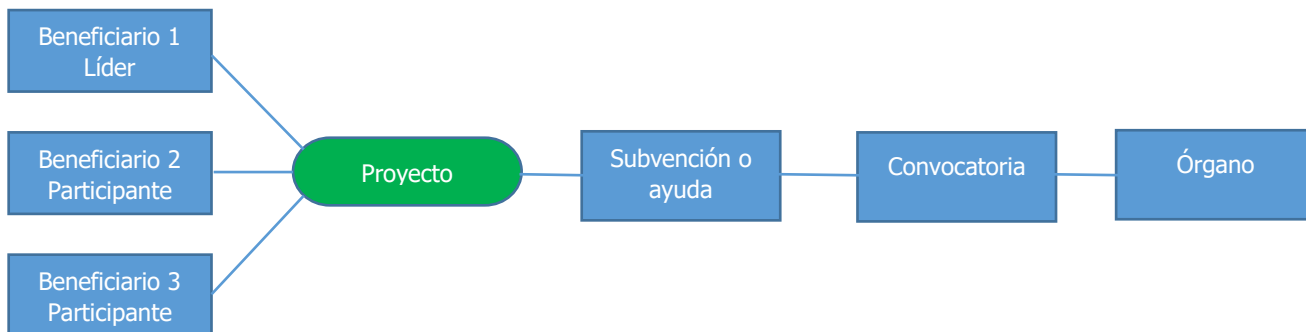 Beneficiario 1
Líder
Beneficiario 2
Participante
Beneficiario 3
Participante
Proyecto
Subvención o
ayuda
Convocatoria
Órgano